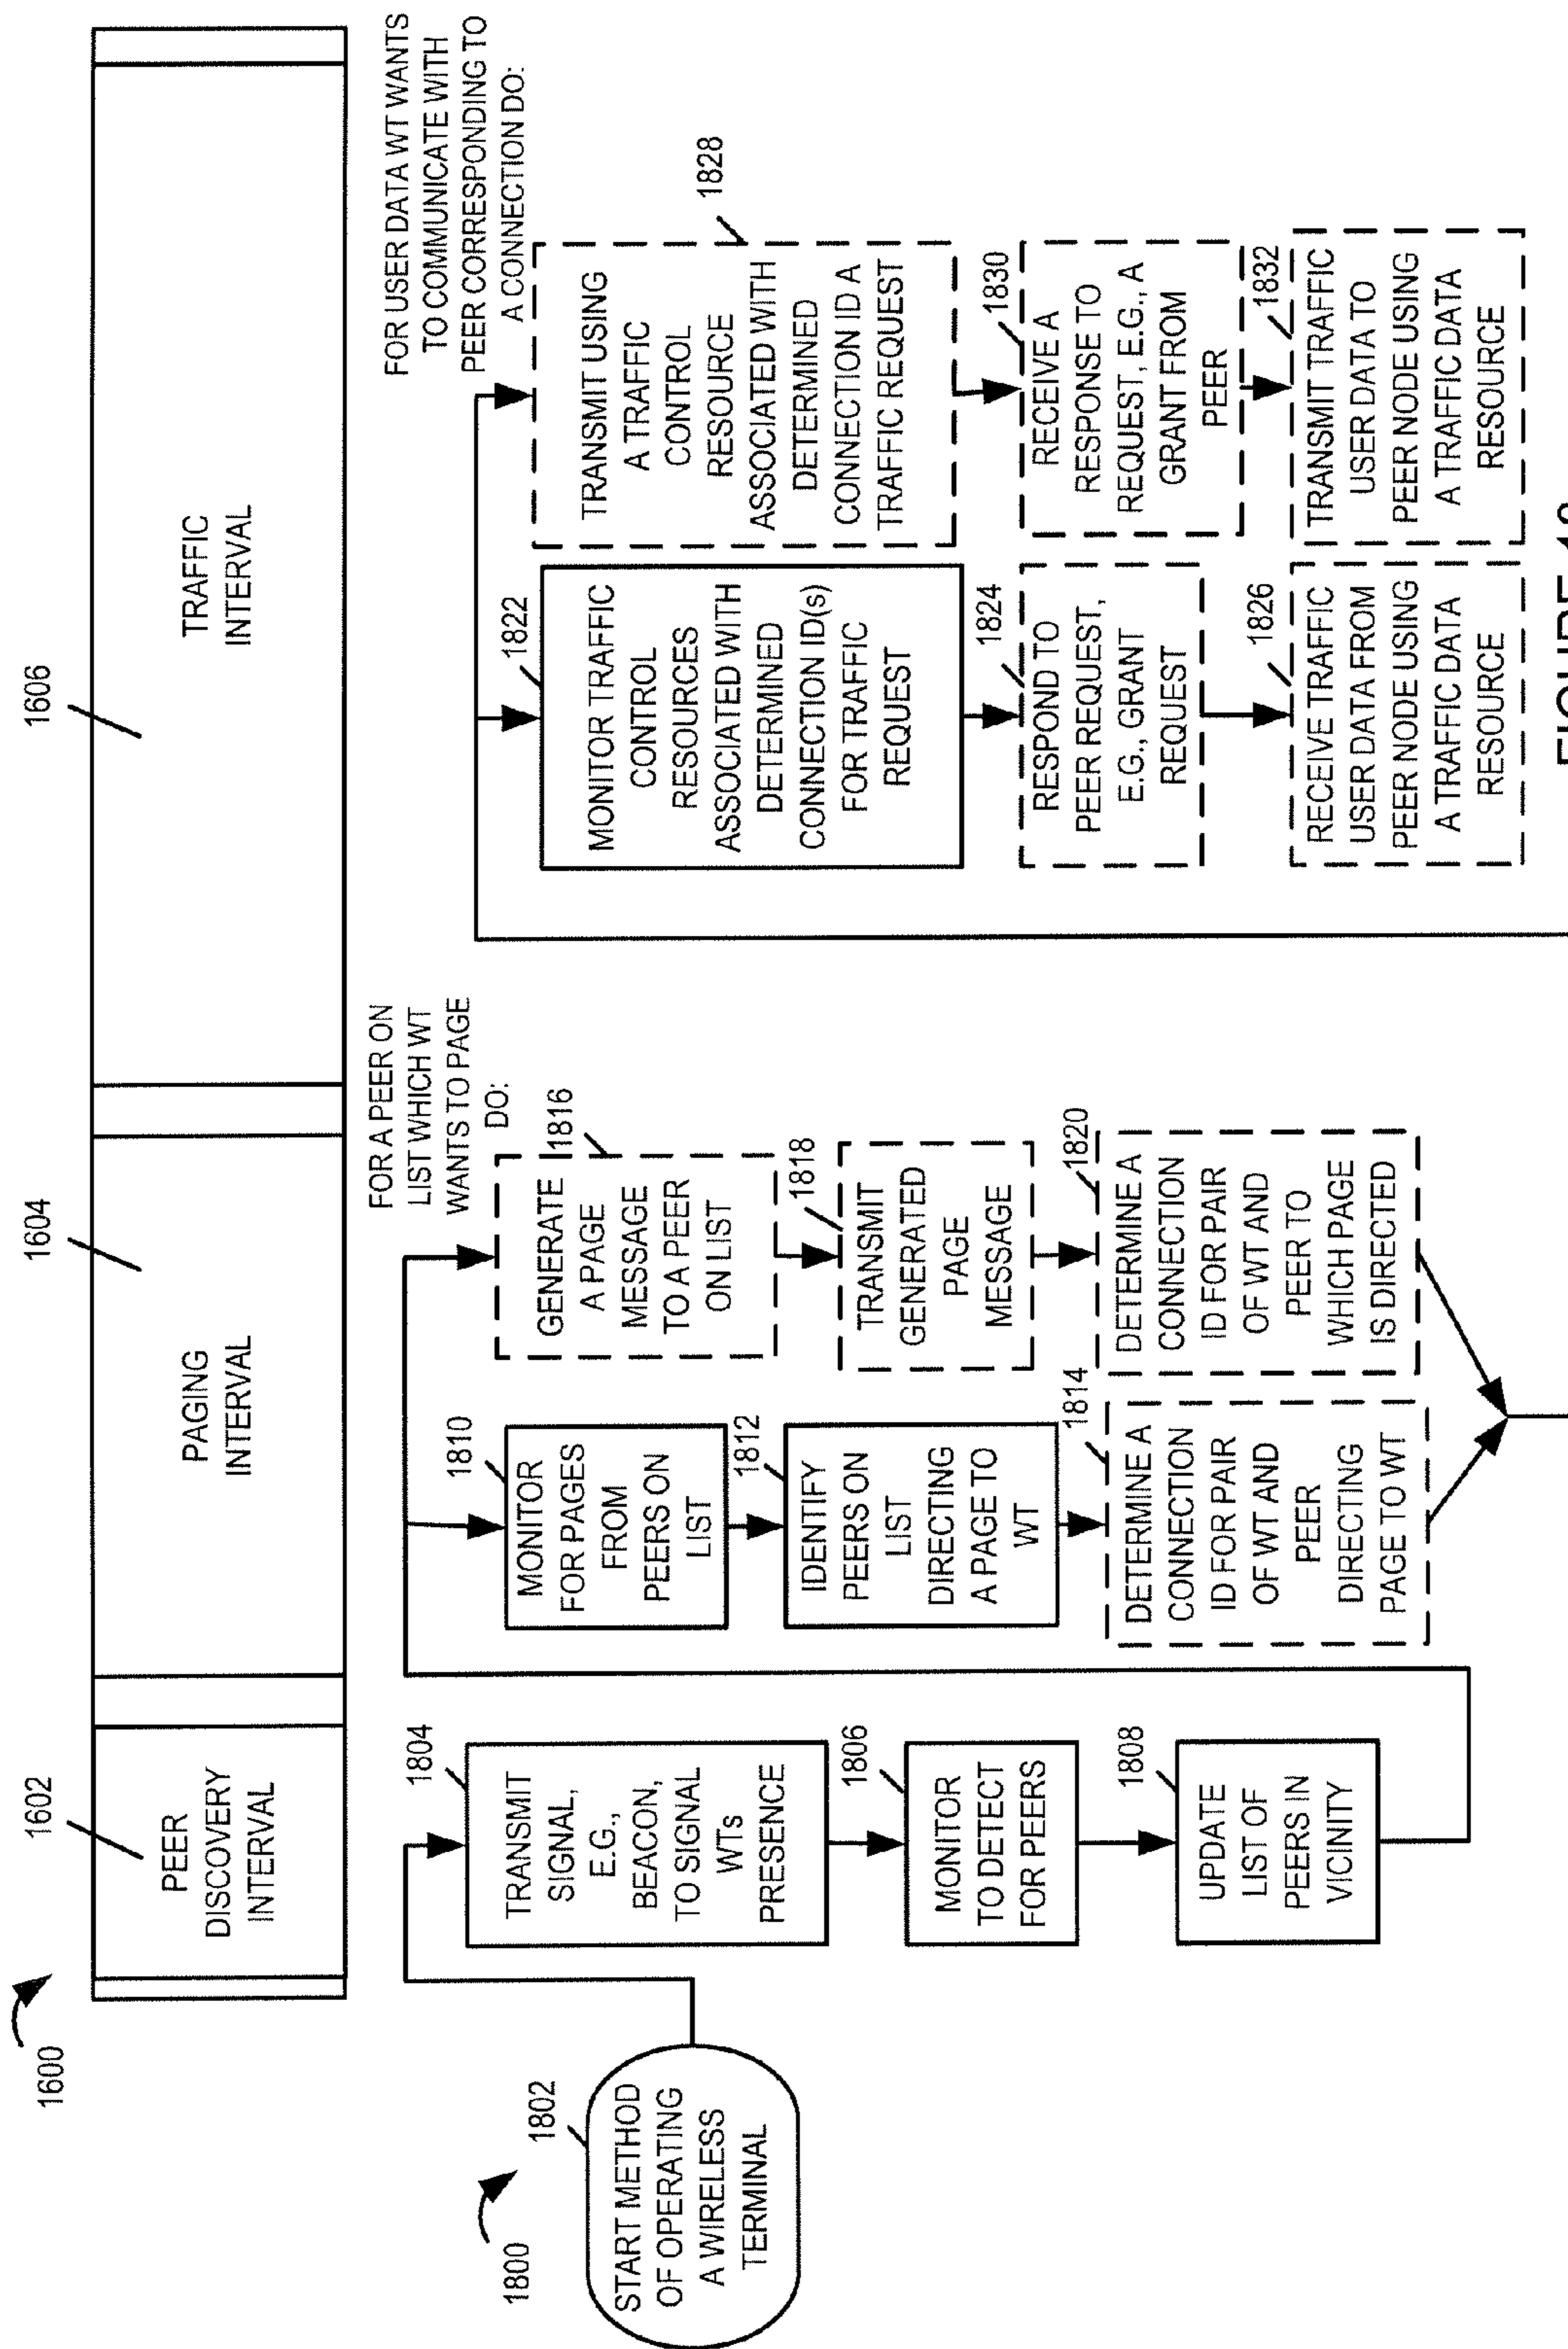 1600
1602
PEER
DISCOVERY
INTERVAL
1604
PAGING
INTERVAL
1606
TRAFFIC
INTERVAL
1800
1802
START METHOD
OF OPERATING
A WIRELESS
TERMINAL
1804
TRANSMIT
SIGNAL,
E.G.,
BEACON,
TO SIGNAL
WTs
PRESENCE
1806
MONITOR
TO DETECT
FOR PEERS
1808
UPDATE
LIST OF
PEERS IN
VICINITY
1810
MONITOR
FOR PAGES
FROM
PEERS ON
LIST
1812
IDENTIFY
PEERS ON
LIST
DIRECTING
A PAGE TO
WT
1814
DETERMINE A
CONNECTION
ID FOR PAIR
OF WT AND
PEER
DIRECTING
PAGE TO WT
FOR A PEER ON
LIST WHICH WT
WANTS TO PAGE
DO:
1816
GENERATE
A PAGE
MESSAGE
TO A PEER
ON LIST
1818
TRANSMIT
GENERATED
PAGE
MESSAGE
1820
DETERMINE A
CONNECTION
ID FOR PAIR
OF WT AND
PEER TO
WHICH PAGE
IS DIRECTED
1822
MONITOR TRAFFIC
CONTROL
RESOURCES
ASSOCIATED WITH
DETERMINED
CONNECTION ID(s)
FOR TRAFFIC
REQUEST
1824
RESPOND TO
PEER REQUEST,
E.G., GRANT
REQUEST
1826
RECEIVE TRAFFIC
USER DATA FROM
PEER NODE USING
A TRAFFIC DATA
RESOURCE
FOR USER DATA WT WANTS
TO COMMUNICATE WITH
PEER CORRESPONDING TO
A CONNECTION DO:
1828
TRANSMIT USING
A TRAFFIC
CONTROL
RESOURCE
ASSOCIATED WITH
DETERMINED
CONNECTION ID A
TRAFFIC REQUEST
1830
RECEIVE A
RESPONSE TO
REQUEST, E.G., A
GRANT FROM
PEER
1832
TRANSMIT TRAFFIC
USER DATA TO
PEER NODE USING
A TRAFFIC DATA
RESOURCE